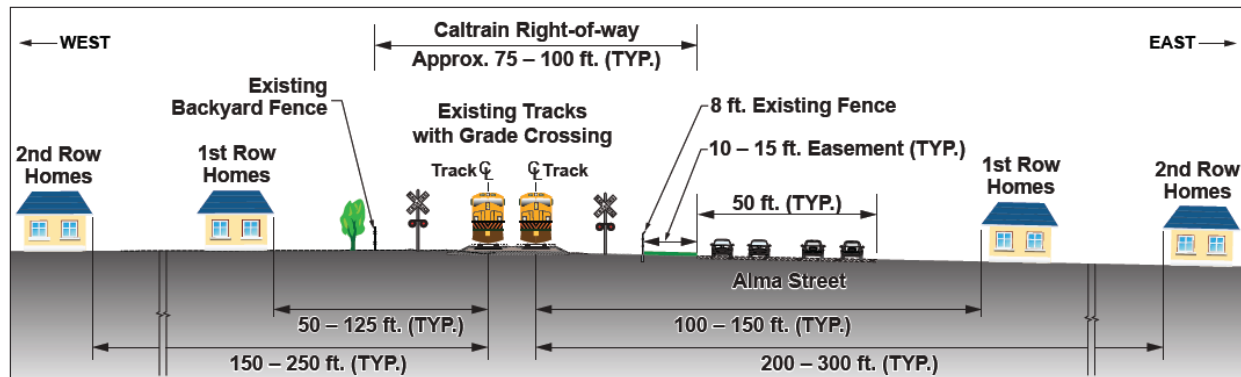 WEST
Caltrain Right-of-way
Approx. 75 – 100 ft. (TYP.)
EAST
Existing
Backyard Fence
Existing Tracks
with Grade Crossing
8 ft. Existing Fence
10 – 15 ft. Easement (TYP.)
2nd Row
Homes
1st Row
Homes
Track ℄
℄ Track
50 ft. (TYP.)
1st Row
Homes
2nd Row
Homes
Alma Street
50 – 125 ft. (TYP.)
100 – 150 ft. (TYP.)
150 – 250 ft. (TYP.)
200 – 300 ft. (TYP.)